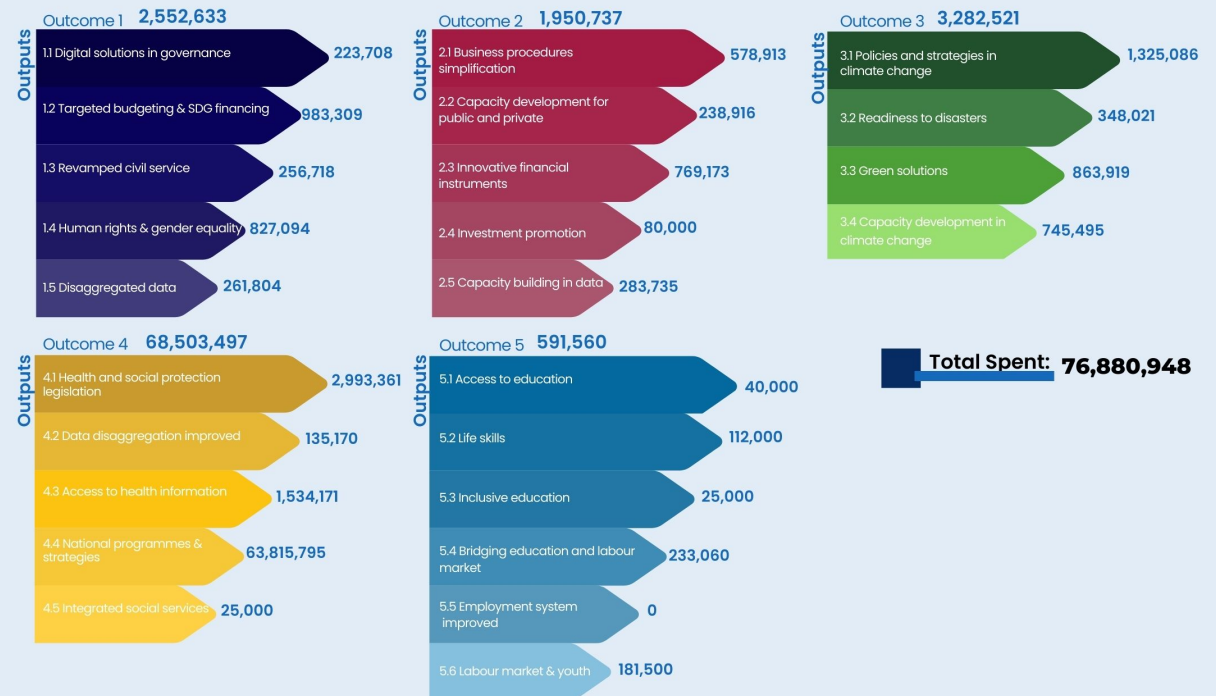 Outcome 1 2,552,633
Outputs
1.1 Digital solutions in governance 223,708
1.2 Targeted budgeting & SDG financing 983,309
1.3 Revamped civil service 256,718
1.4 Human rights & gender equality 827,094
1.5 Disaggregated data 261,804
Outcome 2 1,950,737
Outputs
2.1 Business procedures
simplification
578,913
2.2 Capacity development for
public and private
238,916
2.3 Innovative financial
instruments
769,173
2.4 Investment promotion 80,000
2.5 Capacity building in data 283,735
Outcome 3 3,282,521
Outputs
3.1 Policies and strategies in
climate change
1,325,086
3.2 Readiness to disasters 348,021
3.3 Green solutions 863,919
3.4 Capacity development in
climate change
745,495
Outcome 4 68,503,497
Outputs
4.1 Health and social protection
legislation
2,993,361
4.2 Data disaggregation improved 135,170
4.3 Access to health information 1,534,171
4.4 National programmes &
strategies
63,815,795
4.5 Integrated social services 25,000
Outcome 5 591,560
Outputs
5.1 Access to education 40,000
5.2 Life skills 112,000
5.3 Inclusive education 25,000
5.4 Bridging education and labour
market
233,060
5.5 Employment system
improved
0
5.6 Labour market & youth 181,500
Total Spent: 76,880,948